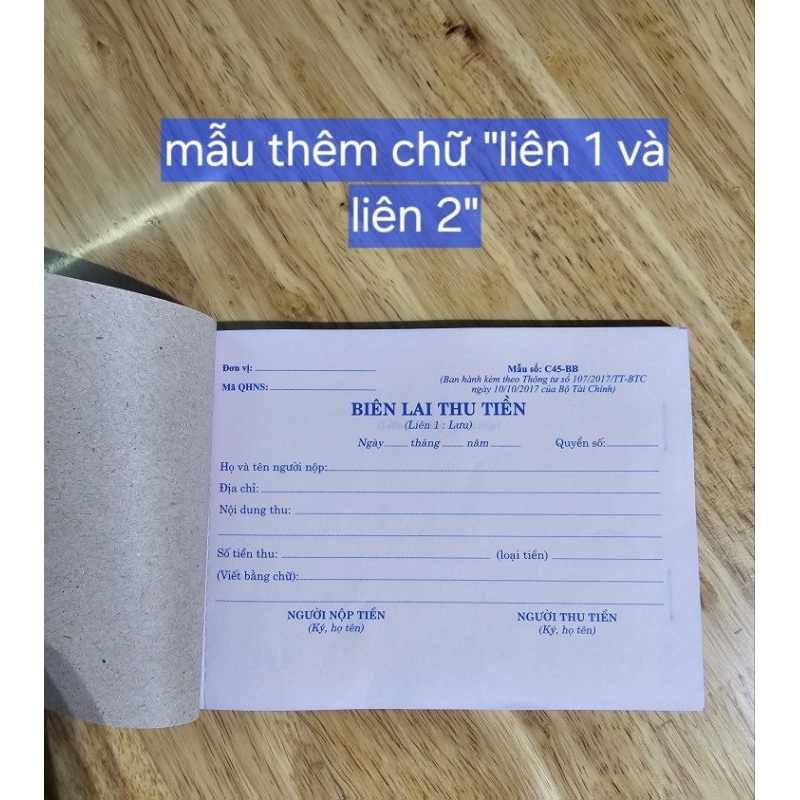 mẫu thêm chữ "liên 1 và
liên 2"
Đơn vị:
Mẫu số: C45-BB
Mã QHNS:
(Ban hành kèm theo Thông tư số 107/2017/TT-BTC
ngày 10/10/2017 của Bộ Tài Chính)
BIÊN LAI THU TIỀN
(Liên 1 : Lưu)
Ngày tháng năm Quyển số:
Họ và tên người nộp:
Địa chỉ:
Nội dung thu:
Số tiền thu: (loại tiền)
(Viết bằng chữ):
NGƯỜI NỘP TIỀN NGƯỜI THU TIỀN
(Ký, họ tên) (Ký, họ tên)